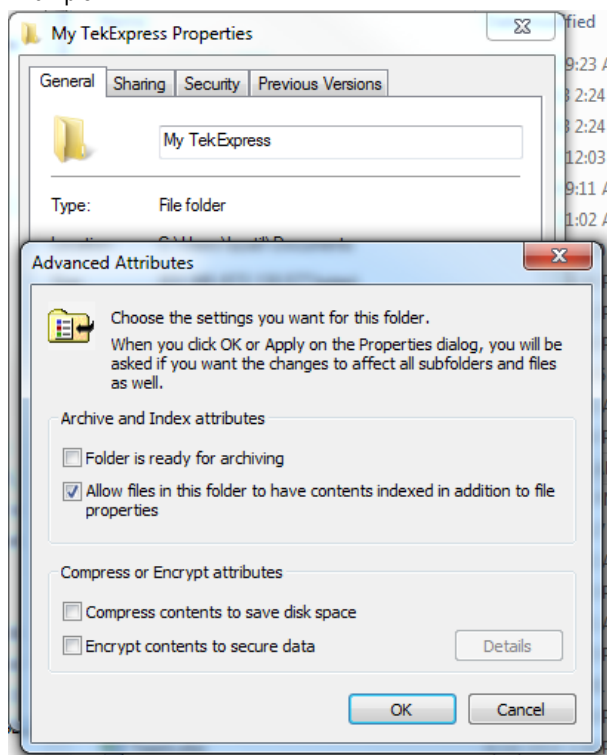 My TekExpress Properties
General Sharing Security Previous Versions
My TekExpress
Type: File folder
Advanced Attributes
Choose the settings you want for this folder.
When you click OK or Apply on the Properties dialog, you will be
asked if you want the changes to affect all subfolders and files
as well.
Archive and Index attributes
Folder is ready for archiving
Allow files in this folder to have contents indexed in addition to file
properties
Compress or Encrypt attributes
Compress contents to save disk space
Encrypt contents to secure data
Details
OK Cancel
9:23
2:24
2:24
12:03
9:11